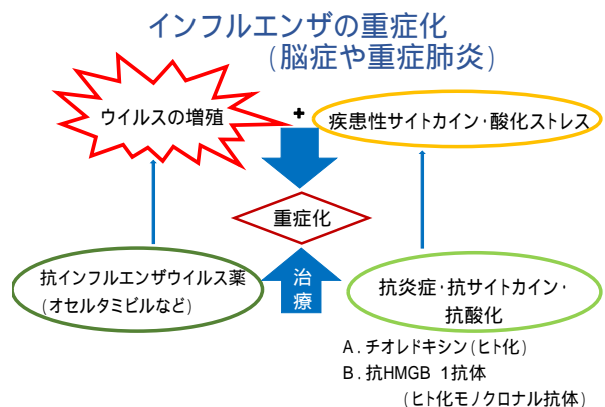 インフルエンザの重症化
(脳症や重症肺炎)
ウイルスの増殖
+
疾患性サイトカイン・酸化ストレス
重症化
抗インフルエンザウイルス薬
(オセルタミビルなど)
治
療
抗炎症・抗サイトカイン・
抗酸化
A．チオレドキシン(ヒト化)
B．抗HMGB 1抗体
(ヒト化モノクロナル抗体)